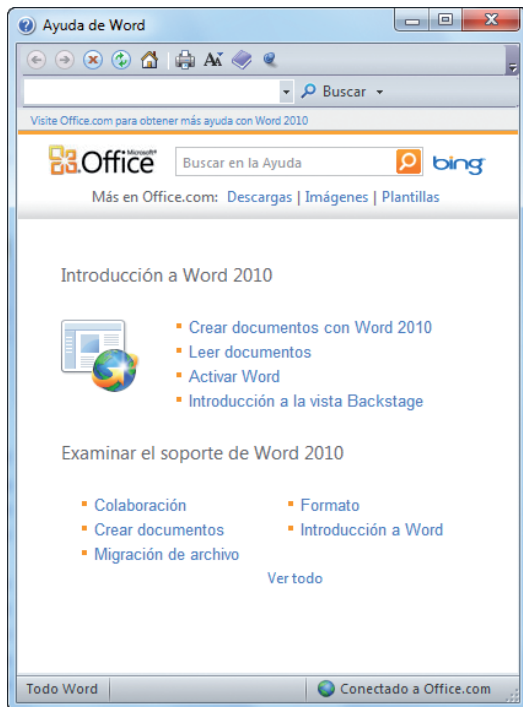 Ayuda de Word
Buscar
Visite Office.com para obtener más ayuda con Word 2010
Microsoft®
Office Buscar en la Ayuda bing
Más en Office.com: Descargas | Imágenes | Plantillas
Introducción a Word 2010
Crear documentos con Word 2010
Leer documentos
Activar Word
Introducción a la vista Backstage
Examinar el soporte de Word 2010
Colaboración
Crear documentos
Migración de archivo
Formato
Introducción a Word
Ver todo
Todo Word Conectado a Office.com